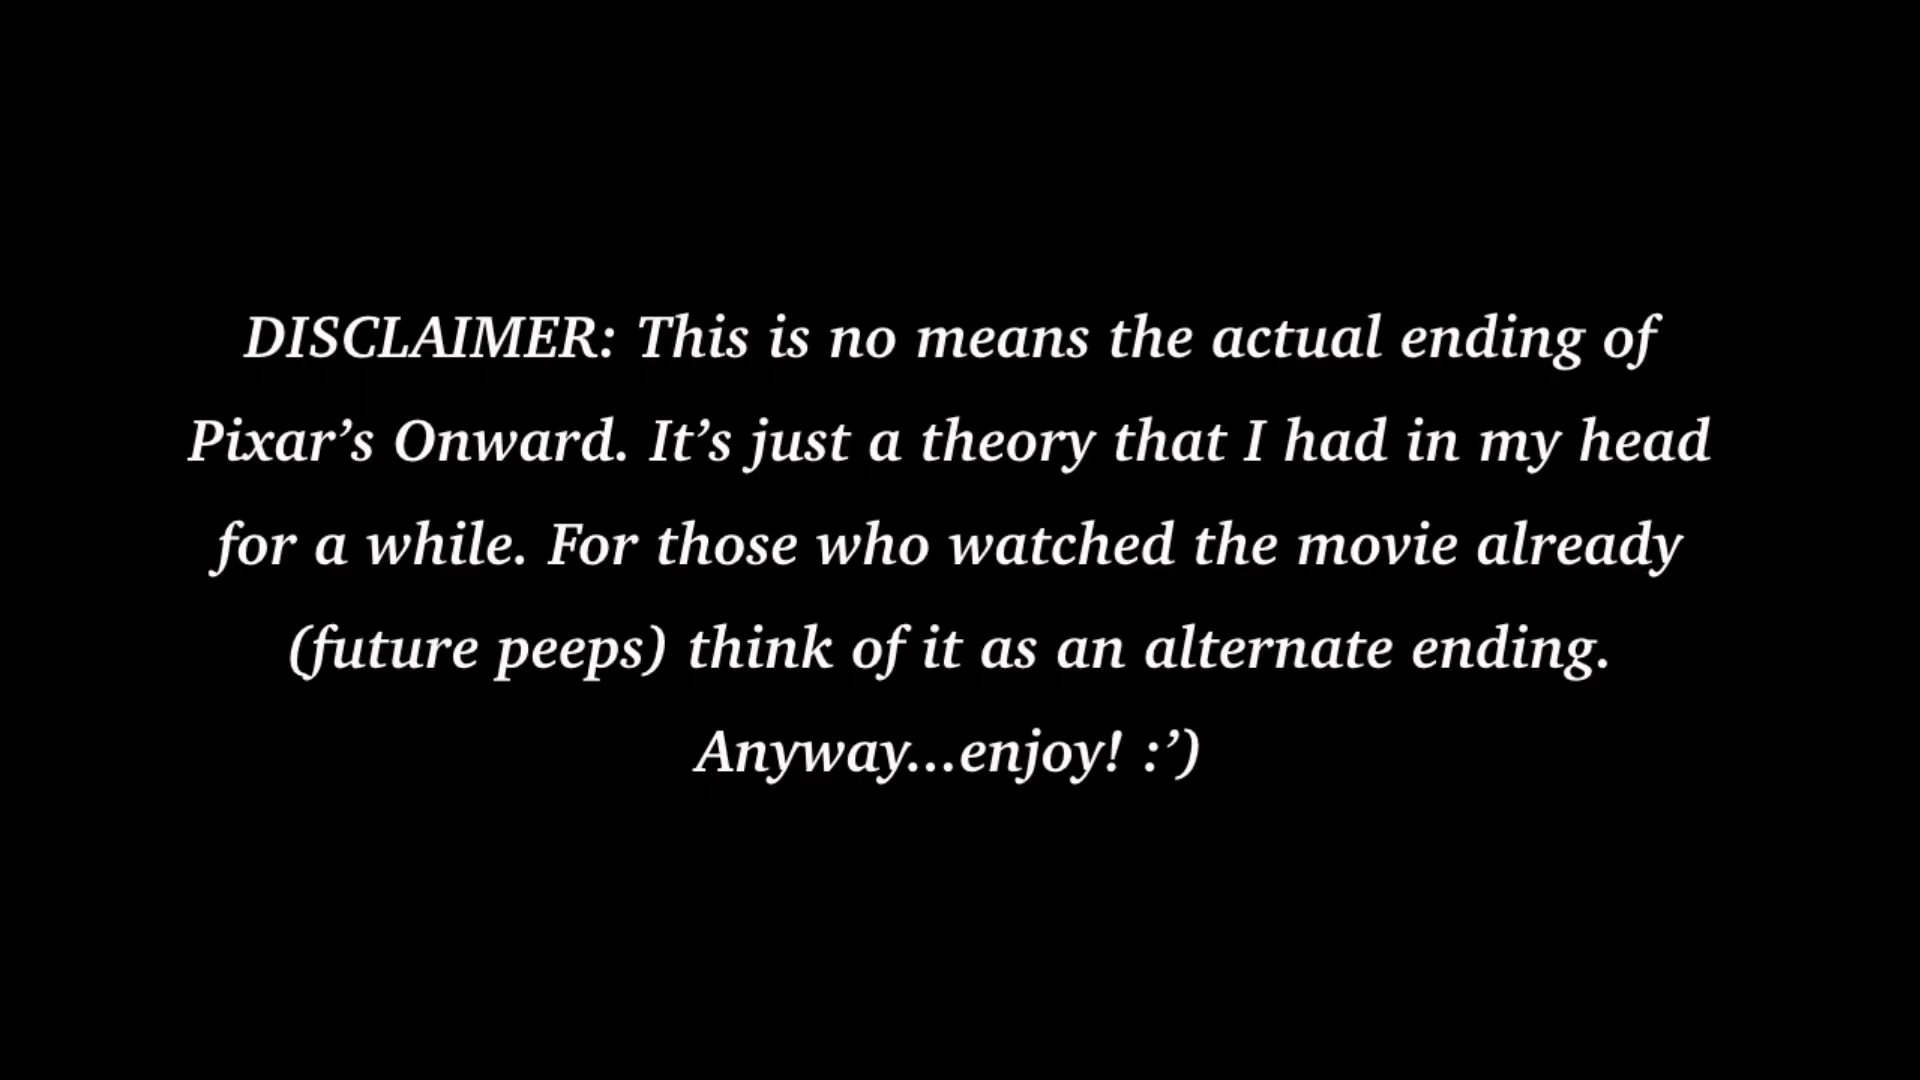 DISCLAIMER: This is no means the actual ending of
Pixar’s Onward. It’s just a theory that I had in my head
for a while. For those who watched the movie already
(future peeps) think of it as an alternate ending.
Anyway...enjoy! :’)